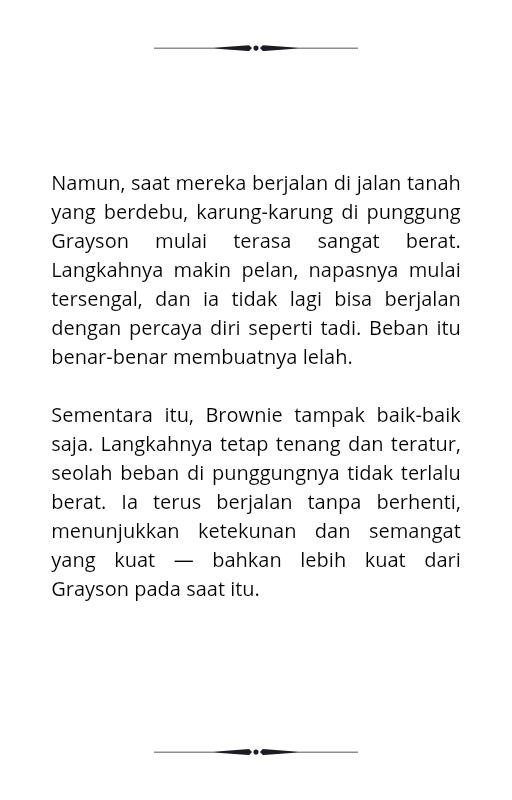 Namun, saat mereka berjalan di jalan tanah
yang berdebu, karung-karung di punggung
Grayson mulai terasa sangat berat.
Langkahnya makin pelan, napasnya mulai
tersengal, dan ia tidak lagi bisa berjalan
dengan percaya diri seperti tadi. Beban itu
benar-benar membuatnya lelah.
Sementara itu, Brownie tampak baik-baik
saja. Langkahnya tetap tenang dan teratur,
seolah beban di punggungnya tidak terlalu
berat. Ia terus berjalan tanpa berhenti,
menunjukkan ketekunan dan semangat
yang kuat — bahkan lebih kuat dari
Grayson pada saat itu.